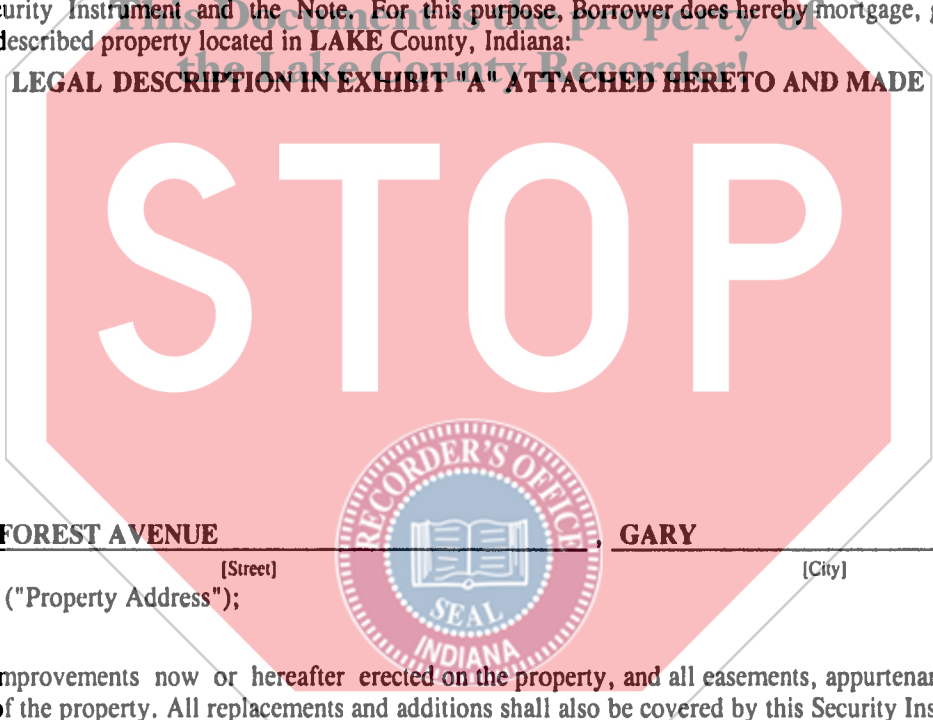 curity Instrument and the Note. For this purpose, Borrower does hereby mortgage, g
This Document is the property of
described property located in LAKE County, Indiana:
the Lake County Recorder!
LEGAL DESCRIPTION IN EXHIBIT "A" ATTACHED HERETO AND MADE
STOP
RECORDER'S OFFICE
SEAL
INDIANA
FOREST AVENUE , GARY
[Street] [City]
("Property Address");
mprovements now or hereafter erected on the property, and all easements, appurtenan
of the property. All replacements and additions shall also be covered by this Security Ins